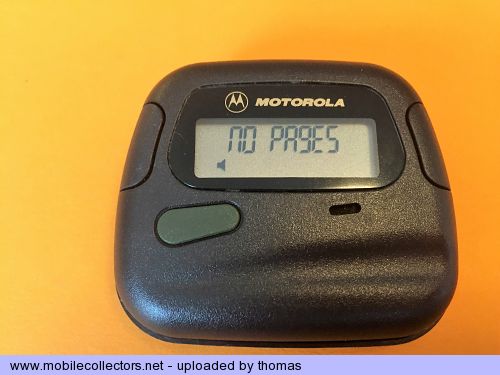 MOTOROLA
NO PAGES
www.mobilecollectors.net - uploaded by thomas